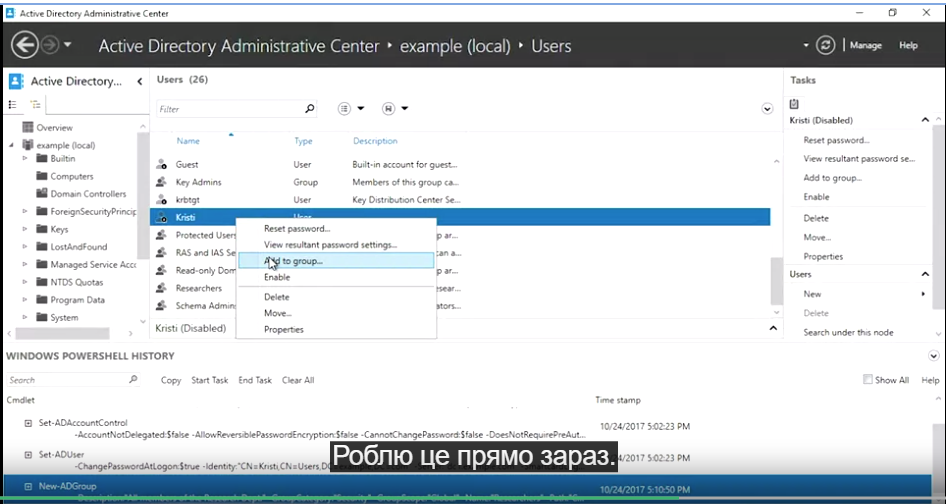 Active Directory Administrative Center
Active Directory Administrative Center • example (local) • Users
Manage
Help
Active Directory...
Overview
example (local)
Builtin
Computers
Domain Controllers
ForeignSecurityPrincip
Keys
LostAndFound
Managed Service Acco
NTDS Quotas
Program Data
System
Users (26)
Filter
Name Type Description
Guest User Built-in account for guest...
Key Admins Group Members of this group ca...
krbtgt User Key Distribution Center Se...
Kristi User
Protected Users p ar...
RAS and IAS Se can a...
Read-only Dom p ar...
Researchers esear...
Schema Admins ators...
Kristi (Disabled)
Reset password...
View resultant password settings...
Add to group...
Enable
Delete
Move...
Properties
Tasks
Kristi (Disabled)
Reset password...
View resultant password se...
Add to group...
Enable
Delete
Move...
Properties
Users
New
Delete
Search under this node
WINDOWS POWERSHELL HISTORY
Search Copy Start Task End Task Clear All Show All Help
Cmdlet Time stamp
Set-ADAccountControl 10/24/2017 5:02:23 PM
-AccountNotDelegated:$false -AllowReversiblePasswordEncryption:$false -CannotChangePassword:$false -DoesNotRequirePreAut...
Set-ADUser 10/24/2017 5:02:23 PM
-ChangePasswordAtLogon:$true -Identity:"CN=Kristi,CN=Users,D
New-ADGroup 10/24/2017 5:10:50 PM
Роблю це прямо зараз.